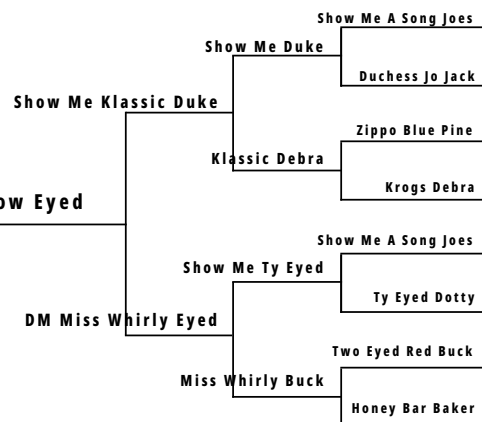 Show Me A Song Joes
Show Me Duke
Duchess Jo Jack
Show Me Klassic Duke
Zippo Blue Pine
Klassic Debra
Krogs Debra
Eyed
Show Me A Song Joes
Show Me Ty Eyed
Ty Eyed Dotty
DM Miss Whirly Eyed
Two Eyed Red Buck
Miss Whirly Buck
Honey Bar Baker